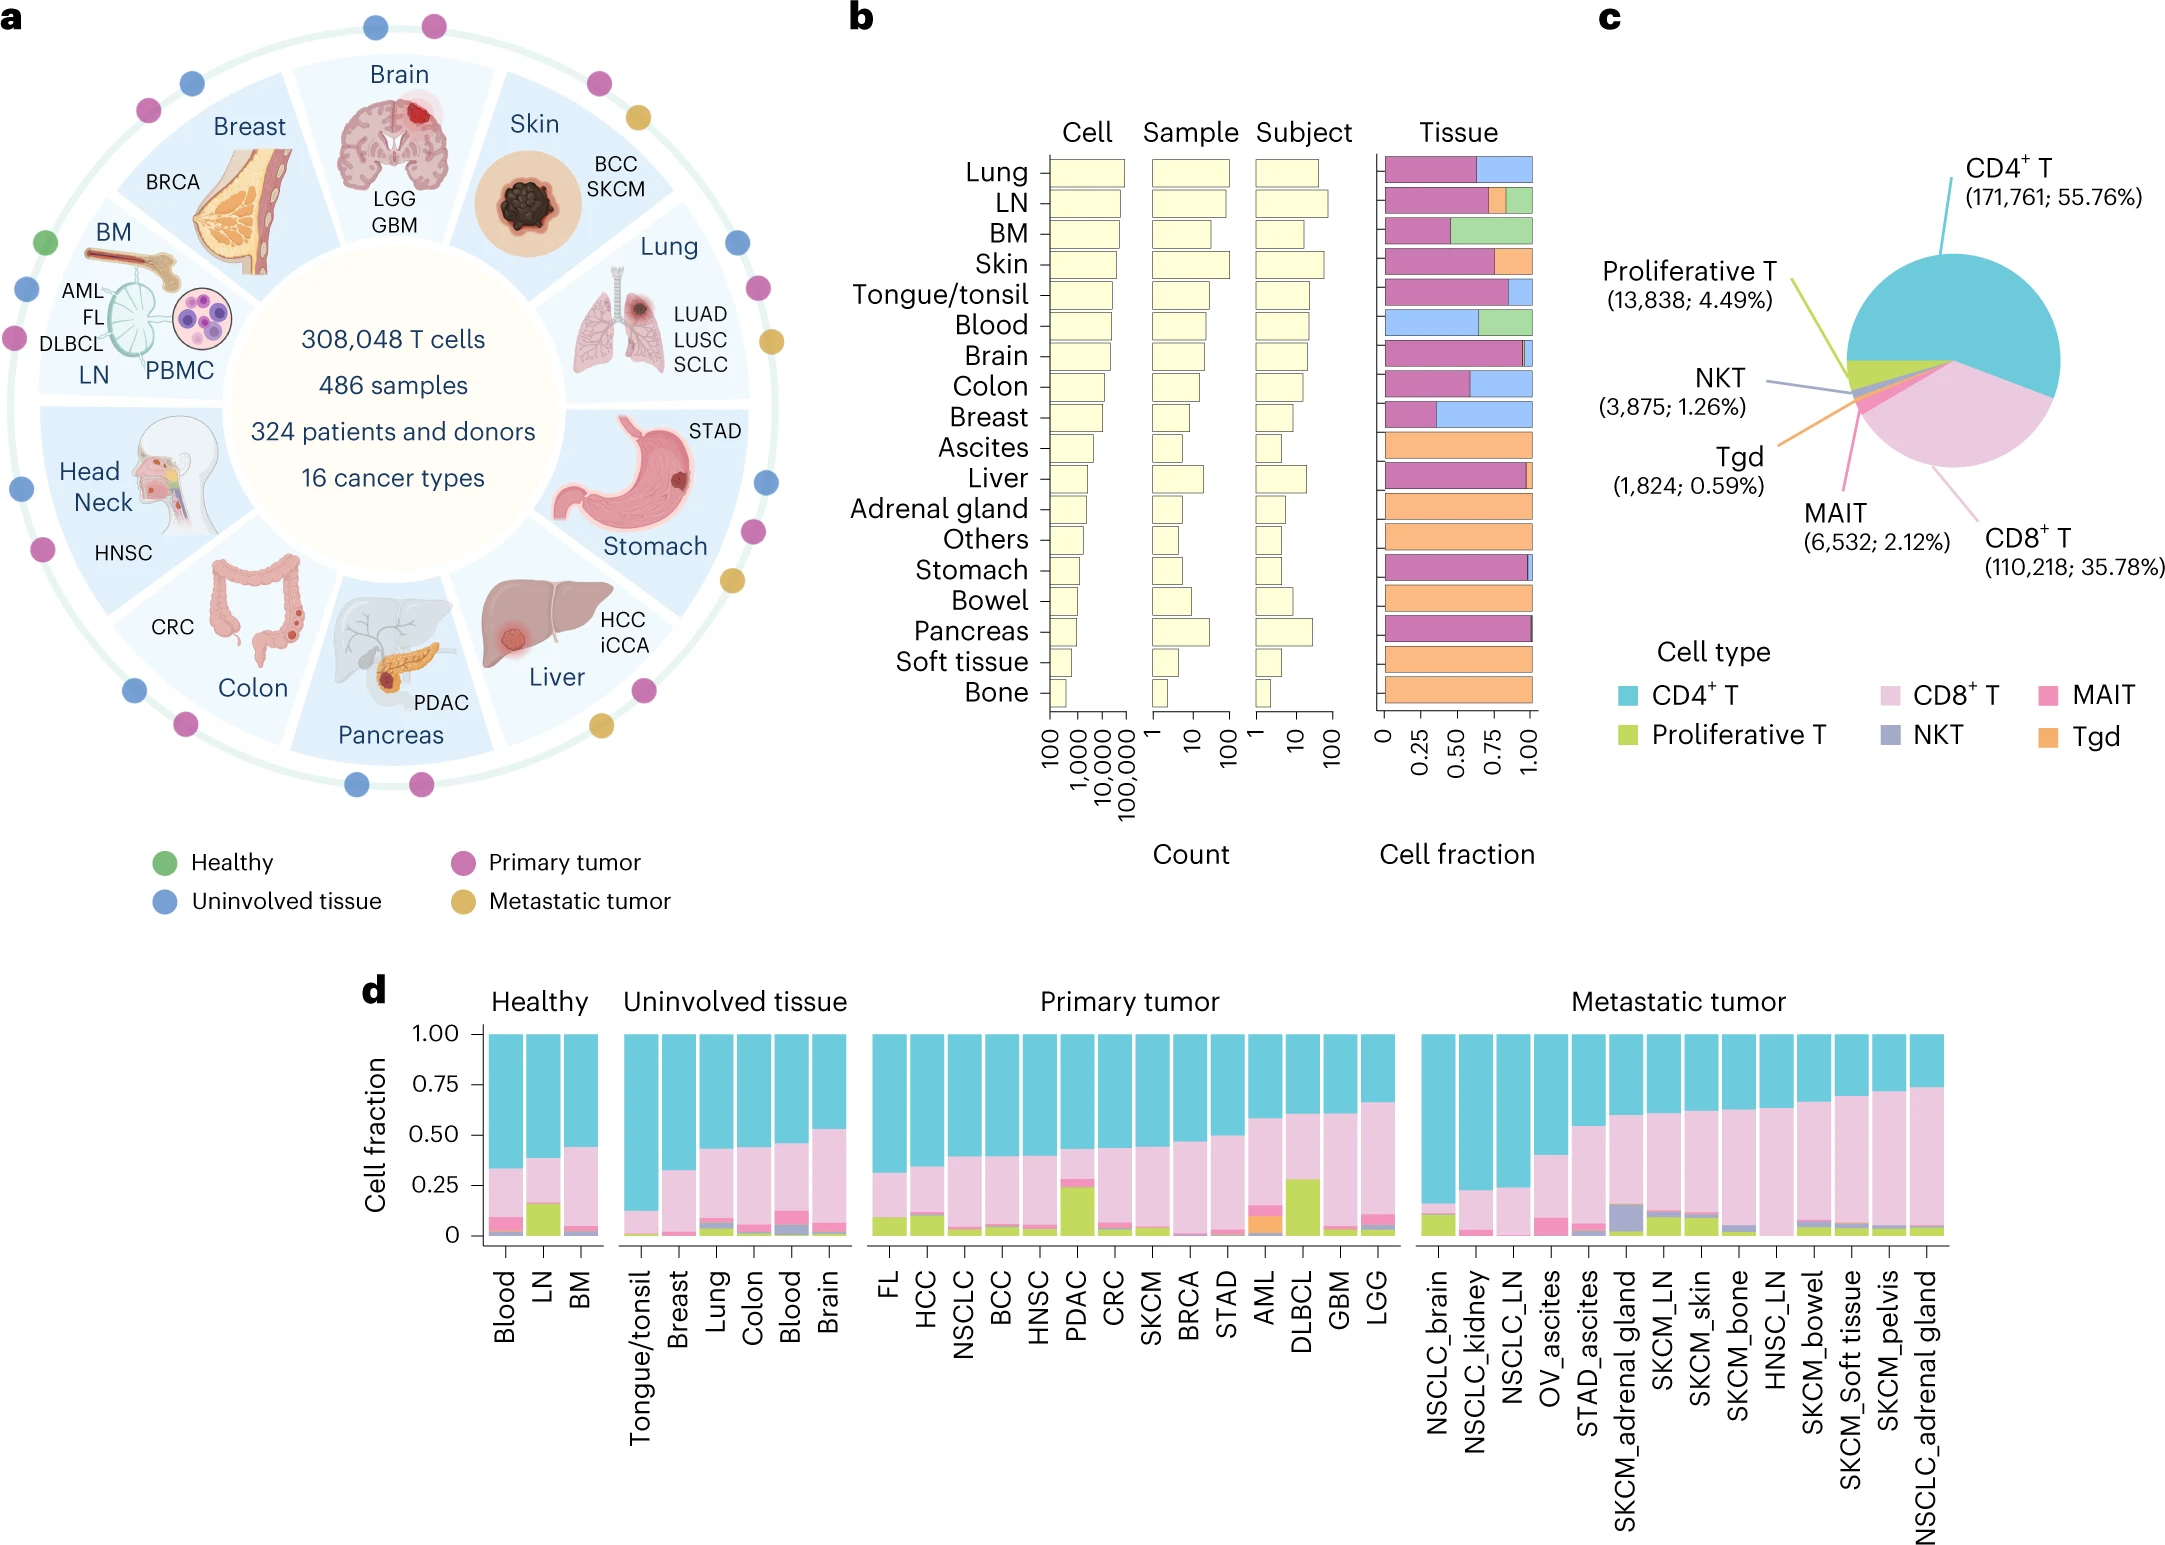 a
Brain
LGG
GBM
Skin
BCC
SKCM
Lung
LUAD
LUSC
SCLC
STAD
Stomach
HCC
iCCA
Liver
PDAC
Pancreas
CRC
Colon
Head
Neck
HNSC
BM
AML
FL
DLBCL
LN
PBMC
Breast
BRCA
308,048 T cells
486 samples
324 patients and donors
16 cancer types
Healthy
Primary tumor
Uninvolved tissue
Metastatic tumor
b
Cell Sample Subject Tissue
Lung
LN
BM
Skin
Tongue/tonsil
Blood
Brain
Colon
Breast
Ascites
Liver
Adrenal gland
Others
Stomach
Bowel
Pancreas
Soft tissue
Bone
100 1,000 10,000 100,000
1 10 100
1 10 100
0 0.25 0.50 0.75 1.00
Count
Cell fraction
c
CD4+ T
(171,761; 55.76%)
Proliferative T
(13,838; 4.49%)
NKT
(3,875; 1.26%)
Tgd
(1,824; 0.59%)
MAIT
(6,532; 2.12%)
CD8+ T
(110,218; 35.78%)
Cell type
CD4+ T CD8+ T MAIT
Proliferative T NKT Tgd
d
Healthy Uninvolved tissue Primary tumor Metastatic tumor
Cell fraction
1.00
0.75
0.50
0.25
0
Blood
LN
BM
Tongue/tonsil
Breast
Lung
Colon
Blood
Brain
FL
HCC
NSCLC
BCC
HNSC
PDAC
CRC
SKCM
BRCA
STAD
AML
DLBCL
GBM
LGG
NSCLC_brain
NSCLC_kidney
NSCLC_LN
OV_ascites
STAD_ascites
SKCM_adrenal gland
SKCM_LN
SKCM_skin
SKCM_bone
HNSC_LN
SKCM_bowel
SKCM_Soft tissue
SKCM_pelvis
NSCLC_adrenal gland